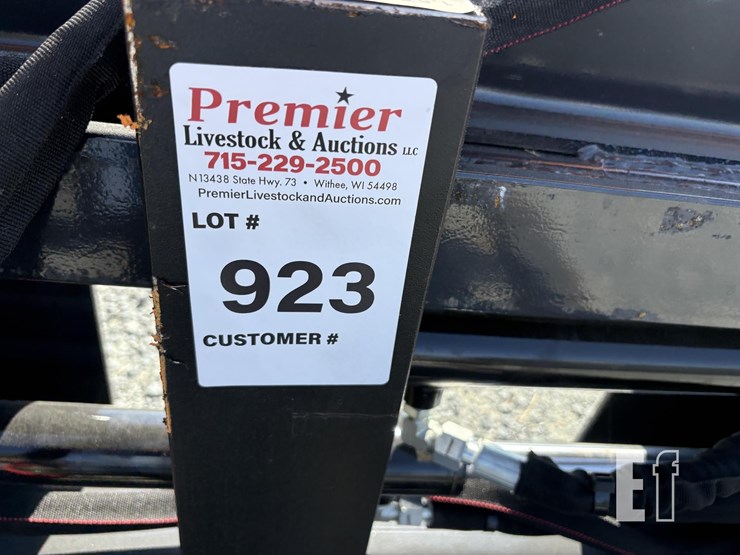 Premier
Livestock & Auctions LLC
715-229-2500
N13438 State Hwy. 73 • Withee, WI 54498
PremierLivestockandAuctions.com
LOT #
923
CUSTOMER #
Ef